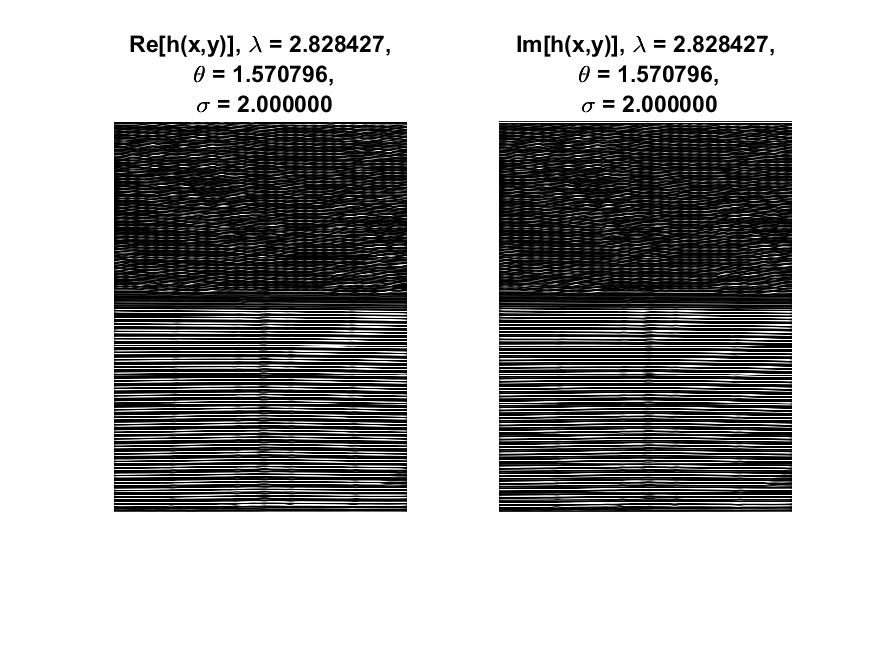 Re[h(x,y)], λ = 2.828427,
θ = 1.570796,
σ = 2.000000
Im[h(x,y)], λ = 2.828427,
θ = 1.570796,
σ = 2.000000